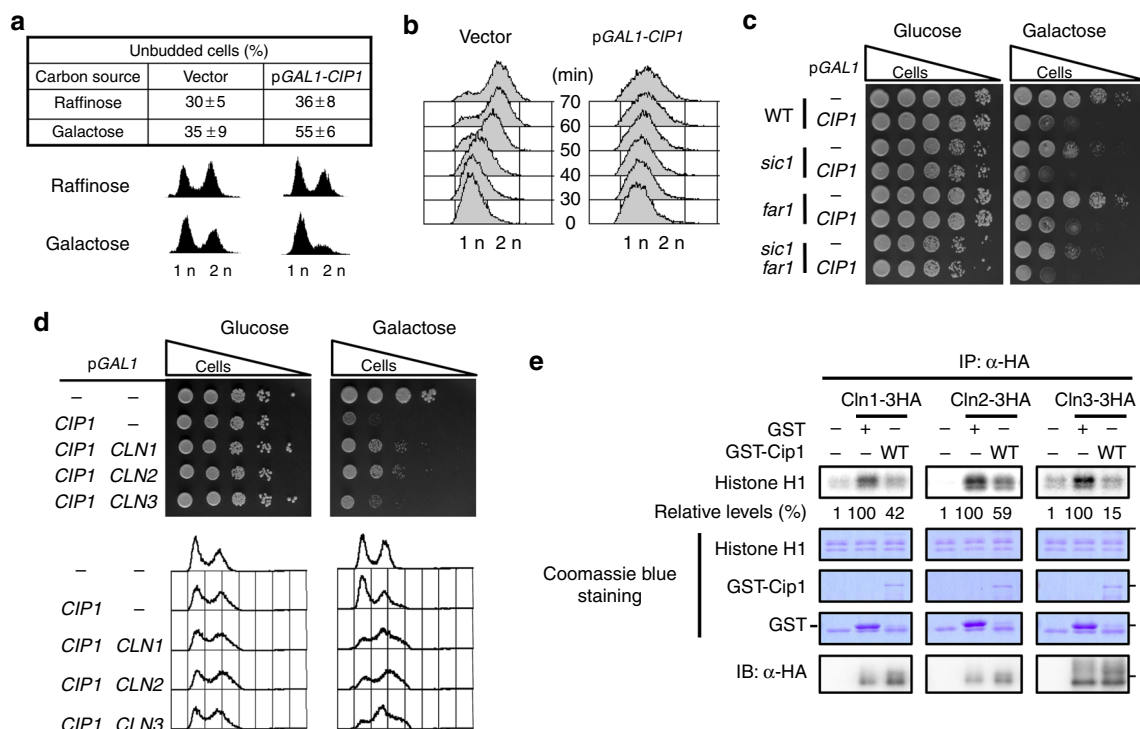 a
Unbudded cells (%)
Carbon source Vector pGAL1-CIP1
Raffinose 30±5 36±8
Galactose 35±9 55±6
Raffinose
Galactose
1 n 2 n 1 n 2 n
b
Vector pGAL1-CIP1
(min)
70
60
50
40
30
0
1 n 2 n 1 n 2 n
c
Glucose Galactose
pGAL1 Cells Cells
WT – CIP1
sic1 – CIP1
far1 – CIP1
sic1 far1 – CIP1
d
Glucose Galactose
pGAL1 Cells Cells
– –
CIP1 –
CIP1 CLN1
CIP1 CLN2
CIP1 CLN3
– –
CIP1 –
CIP1 CLN1
CIP1 CLN2
CIP1 CLN3
e
IP: α-HA
Cln1-3HA Cln2-3HA Cln3-3HA
GST – + – – + – – + –
GST-Cip1 – – WT – – WT – – WT
Histone H1
Relative levels (%) 1 100 42 1 100 59 1 100 15
Coomassie blue staining
Histone H1
GST-Cip1
GST
IB: α-HA